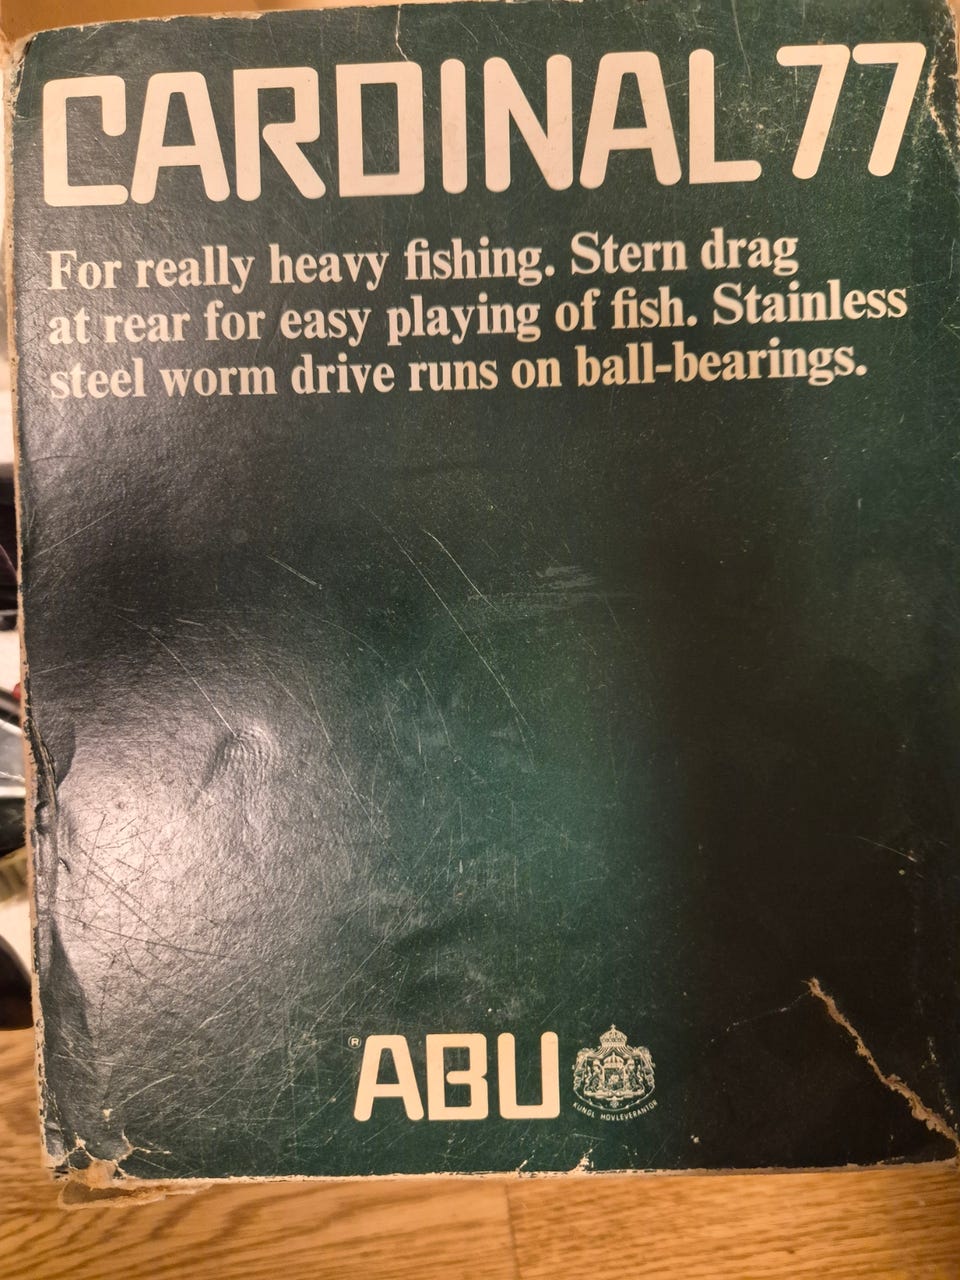 CARDINAL 77
For really heavy fishing. Stern drag
at rear for easy playing of fish. Stainless
steel worm drive runs on ball-bearings.
® ABU
KUNGL HOVLEVERANTÖR